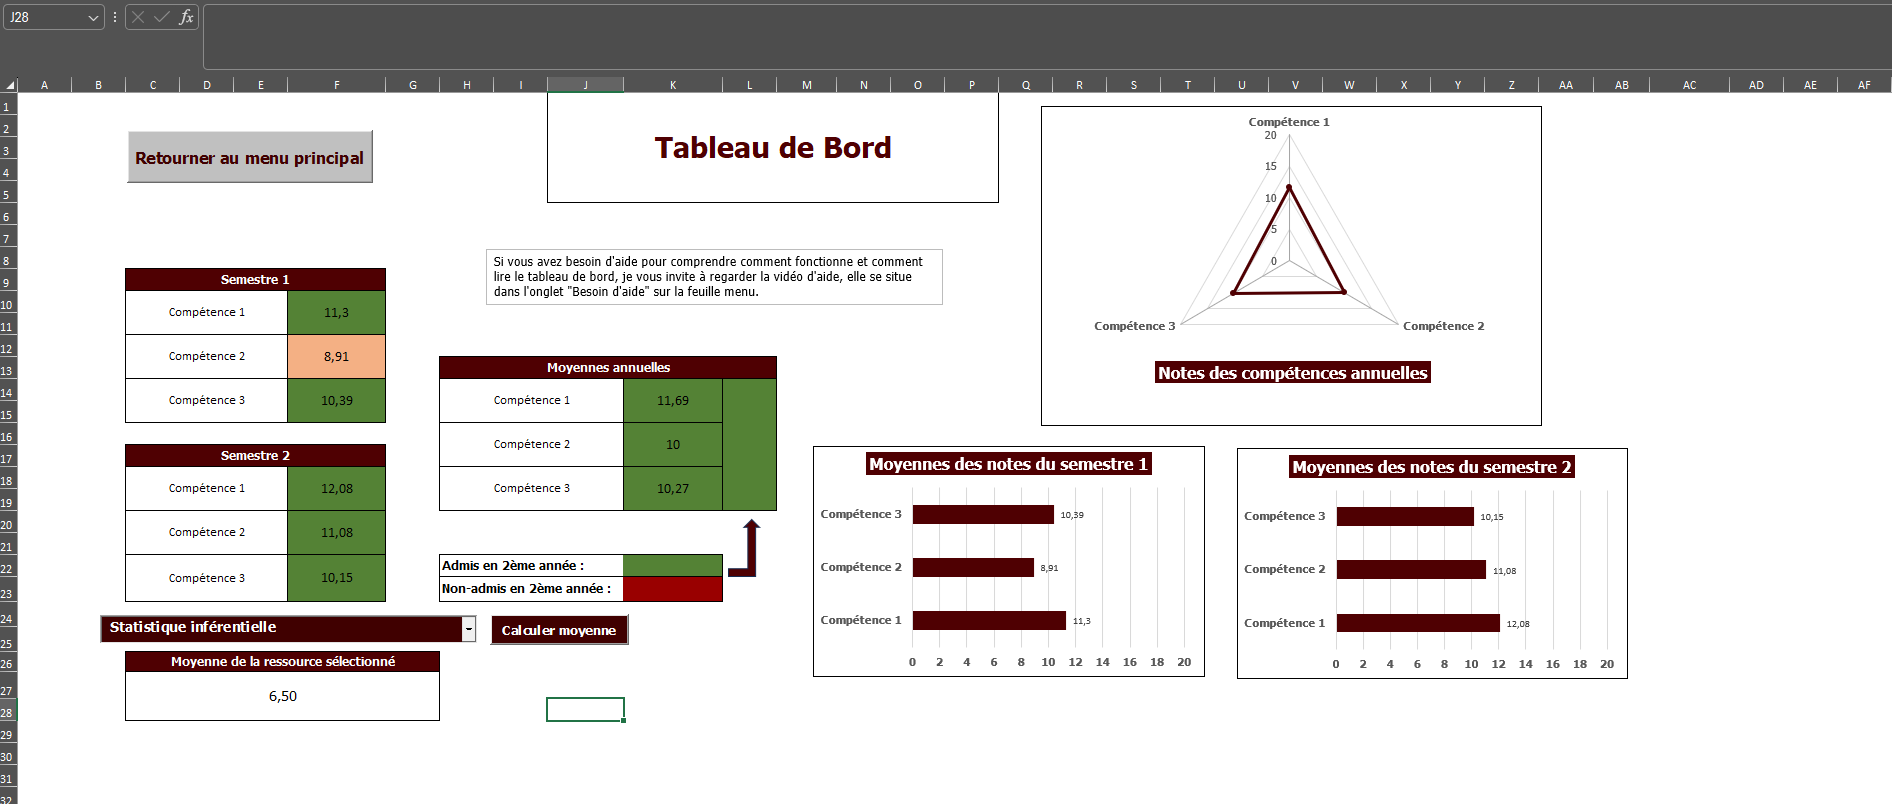 J28
fx
A B C D E F G H I J K L M N O P Q R S T U V W X Y Z AA AB AC AD AE AF
1
2
3
4
5
6
7
8
9
10
11
12
13
14
15
16
17
18
19
20
21
22
23
24
25
26
27
28
29
30
31
32
Retourner au menu principal
Tableau de Bord
Si vous avez besoin d'aide pour comprendre comment fonctionne et comment
lire le tableau de bord, je vous invite à regarder la vidéo d'aide, elle se situe
dans l'onglet "Besoin d'aide" sur la feuille menu.
Semestre 1
Compétence 1 11,3
Compétence 2 8,91
Compétence 3 10,39
Semestre 2
Compétence 1 12,08
Compétence 2 11,08
Compétence 3 10,15
Moyennes annuelles
Compétence 1 11,69
Compétence 2 10
Compétence 3 10,27
Admis en 2ème année :
Non-admis en 2ème année :
Statistique inférentielle
Calculer moyenne
Moyenne de la ressource sélectionné
6,50
Compétence 1
20
15
10
5
0
Compétence 3
Compétence 2
Notes des compétences annuelles
Moyennes des notes du semestre 1
Compétence 3 10,39
Compétence 2 8,91
Compétence 1 11,3
0 2 4 6 8 10 12 14 16 18 20
Moyennes des notes du semestre 2
Compétence 3 10,15
Compétence 2 11,08
Compétence 1 12,08
0 2 4 6 8 10 12 14 16 18 20